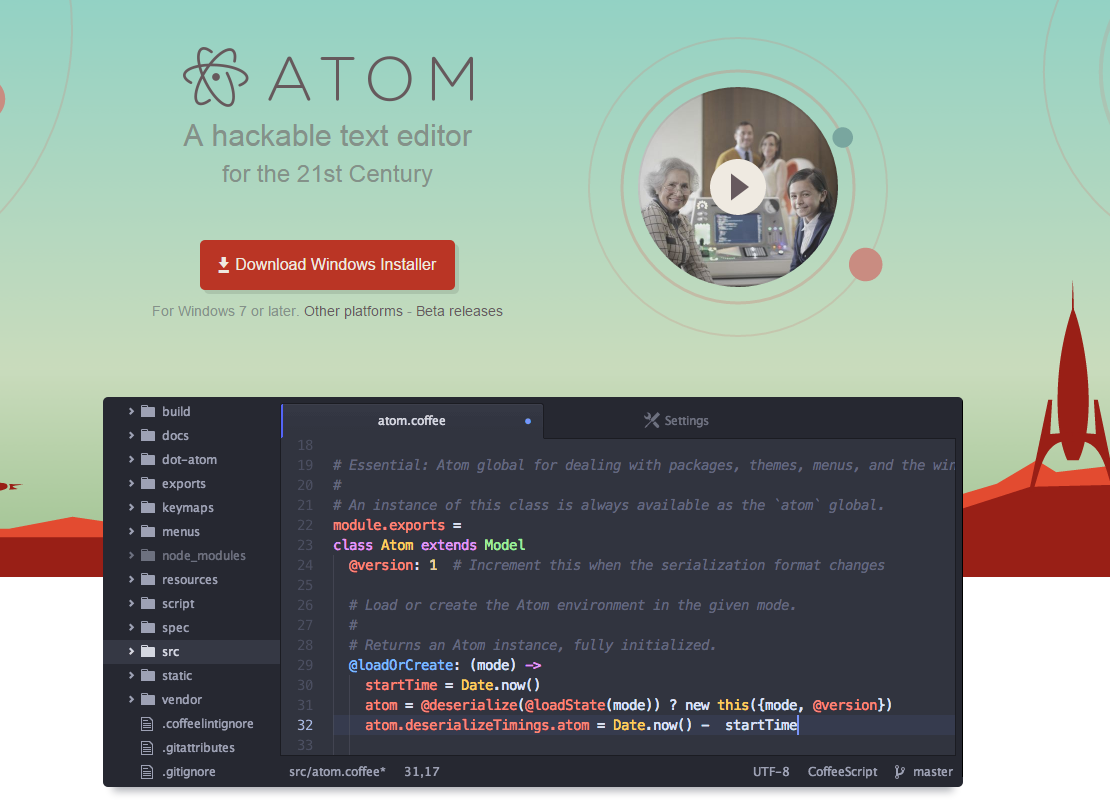 ATOM
A hackable text editor
for the 21st Century
Download Windows Installer
For Windows 7 or later. Other platforms - Beta releases
build
docs
dot-atom
exports
keymaps
menus
node_modules
resources
script
spec
src
static
vendor
.coffeelintignore
.gitattributes
.gitignore
atom.coffee
Settings
18
19 # Essential: Atom global for dealing with packages, themes, menus, and the win
20 #
21 # An instance of this class is always available as the `atom` global.
22 module.exports =
23 class Atom extends Model
24 @version: 1 # Increment this when the serialization format changes
25
26 # Load or create the Atom environment in the given mode.
27 #
28 # Returns an Atom instance, fully initialized.
29 @loadOrCreate: (mode) ->
30 startTime = Date.now()
31 atom = @deserialize(@loadState(mode)) ? new this({mode, @version})
32 atom.deserializeTimings.atom = Date.now() -  startTime
33
src/atom.coffee* 31,17 UTF-8 CoffeeScript master